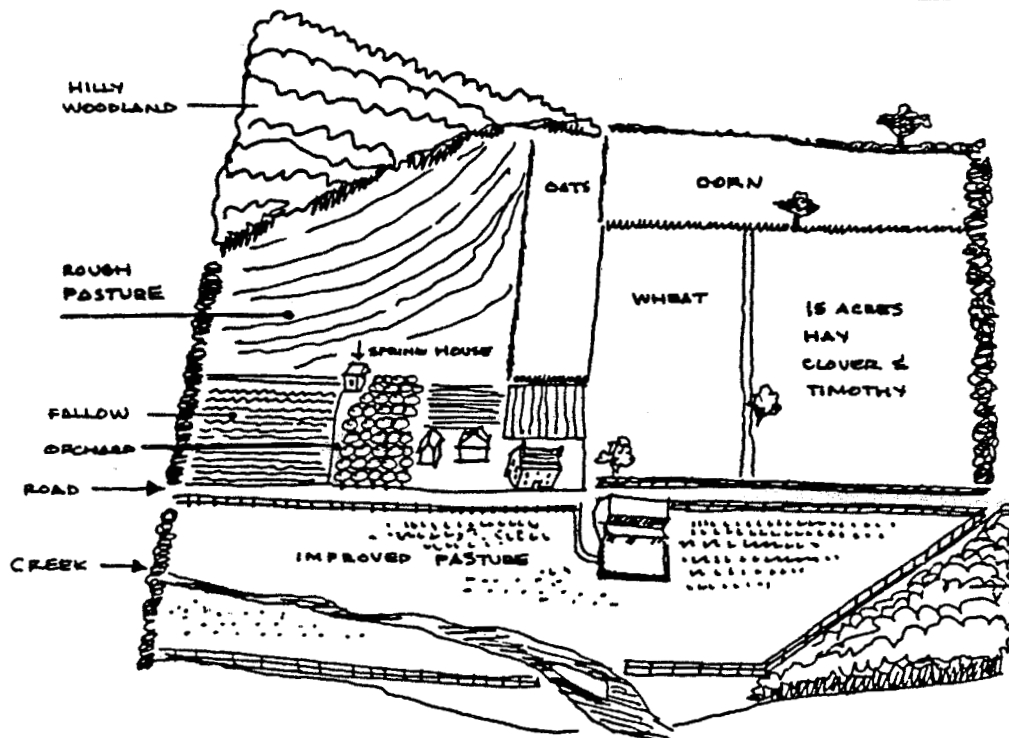 HILLY
WOODLAND
OATS
CORN
ROUGH
PASTURE
WHEAT
15 ACRES
HAY
CLOVER &
TIMOTHY
SPRING HOUSE
FALLOW
ORCHARD
ROAD
IMPROVED PASTURE
CREEK